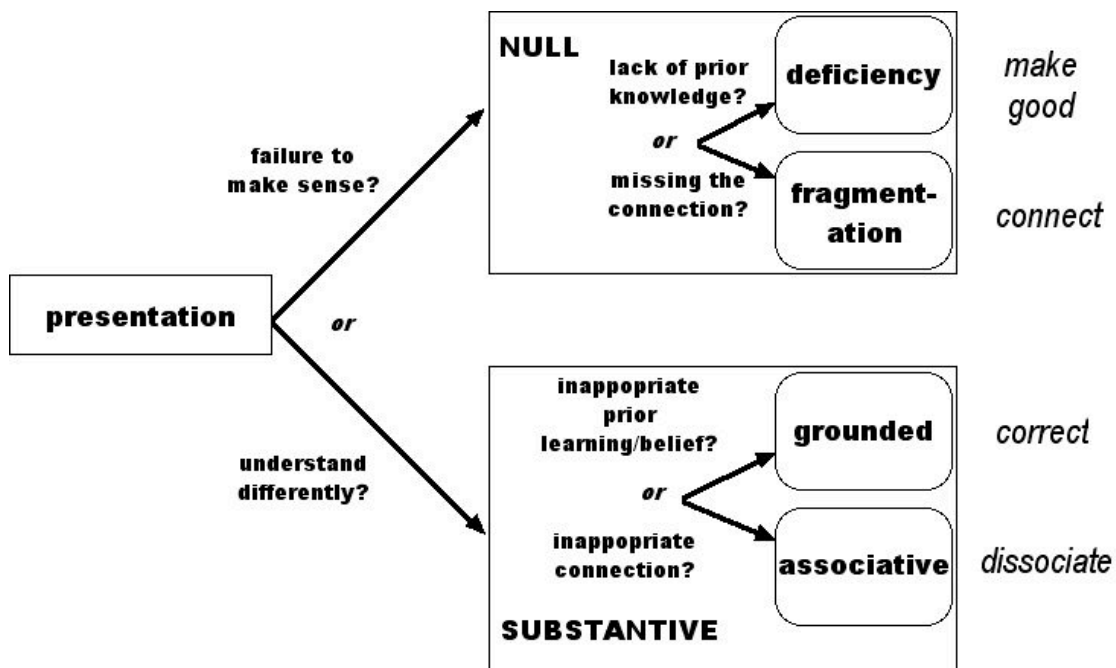 NULL
lack of prior
knowledge?
or
missing the
connection?
deficiency
fragment-
ation
make
good
connect
failure to
make sense?
presentation
or
understand
differently?
inappopriate
prior
learning/belief?
or
inappropriate
connection?
grounded
associative
correct
dissociate
SUBSTANTIVE